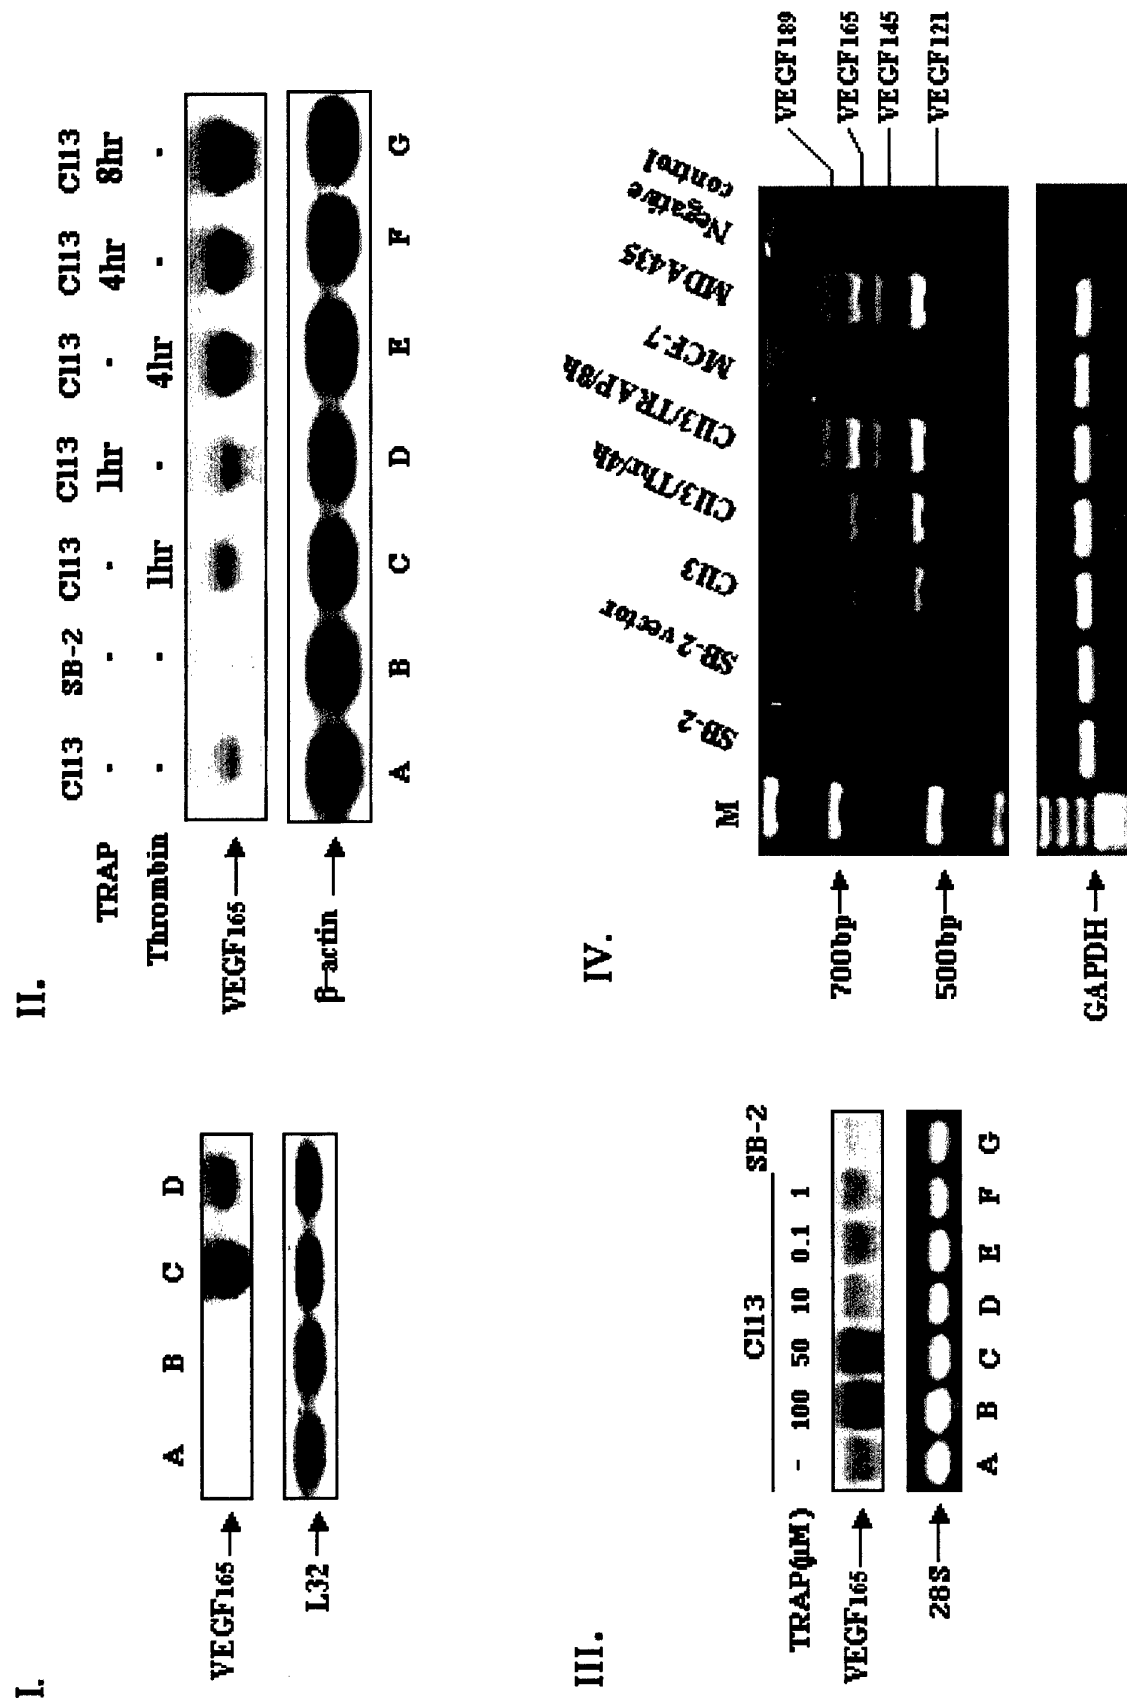 I.
A B C D
VEGF165
L32
II.
Cl13 SB-2 Cl13 Cl13 Cl13 Cl13 Cl13
TRAP - - - 1hr - 4hr 8hr
Thrombin - - 1hr - 4hr - -
VEGF165
β-actin
A B C D E F G
III.
Cl13 SB-2
TRAP(μM) - 100 50 10 0.1 1
VEGF165
28S
A B C D E F G
IV.
M SB-2 SB-2 vector Cl13 Cl13/Thr/4h Cl13/TRAP/8h MCF-7 MDA435 Negative control
700bp
500bp
GAPDH
VEGF189
VEGF165
VEGF145
VEGF121